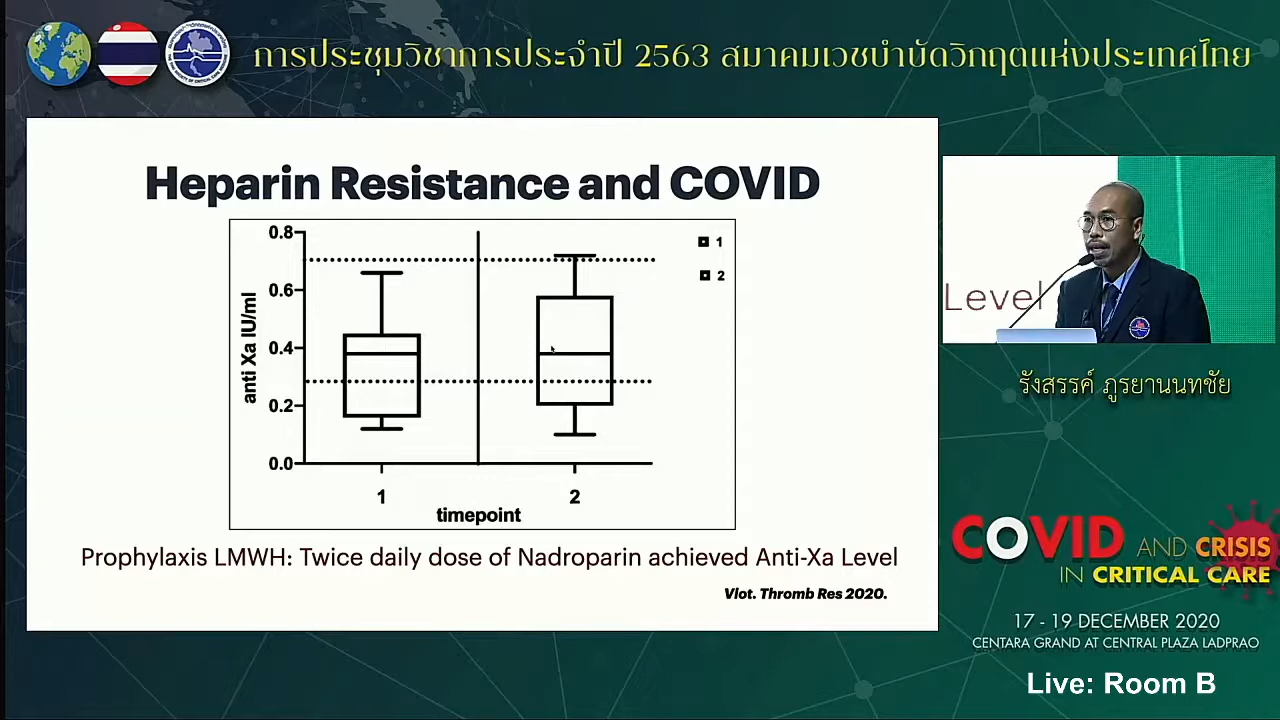 การประชุมวิชาการประจำปี 2563 สมาคมเวชบำบัดวิกฤตแห่งประเทศไทย
Heparin Resistance and COVID
0.8
0.6
0.4
0.2
0.0
anti Xa IU/ml
1
2
1
2
timepoint
Prophylaxis LMWH: Twice daily dose of Nadroparin achieved Anti-Xa Level
Vlot. Thromb Res 2020.
Level
รังสรรค์ ภูรยานนทชัย
COVID AND CRISIS
IN CRITICAL CARE
17 - 19 DECEMBER 2020
CENTARA GRAND AT CENTRAL PLAZA LADPRAO
Live: Room B